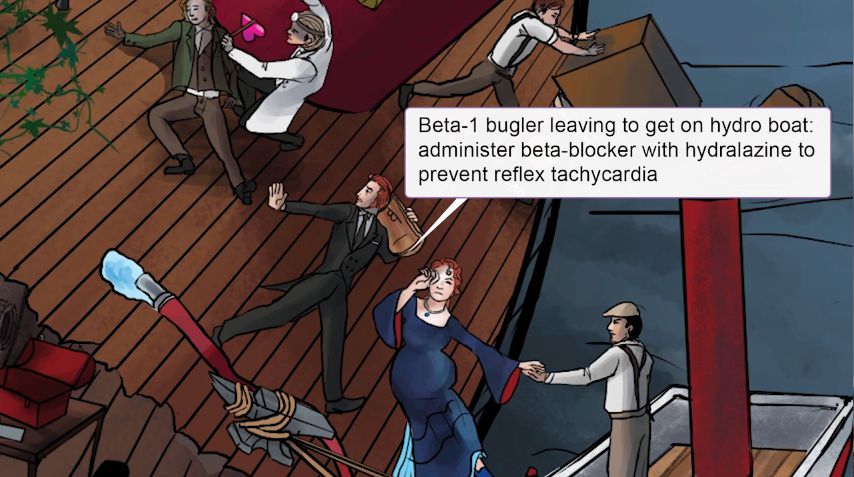 Beta-1 bugler leaving to get on hydro boat:
administer beta-blocker with hydralazine to
prevent reflex tachycardia